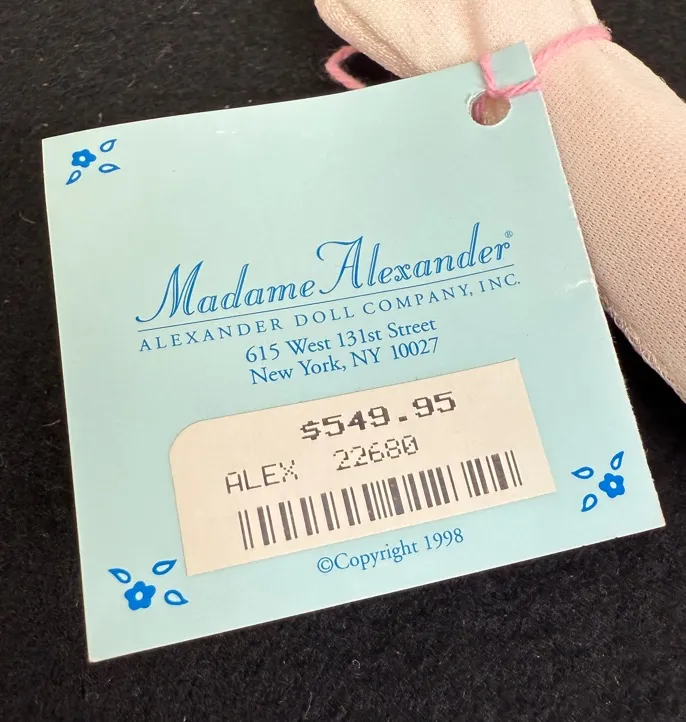 Madame Alexander®
ALEXANDER DOLL COMPANY, INC.
615 West 131st Street
New York, NY 10027
$549.95
ALEX 22680
©Copyright 1998